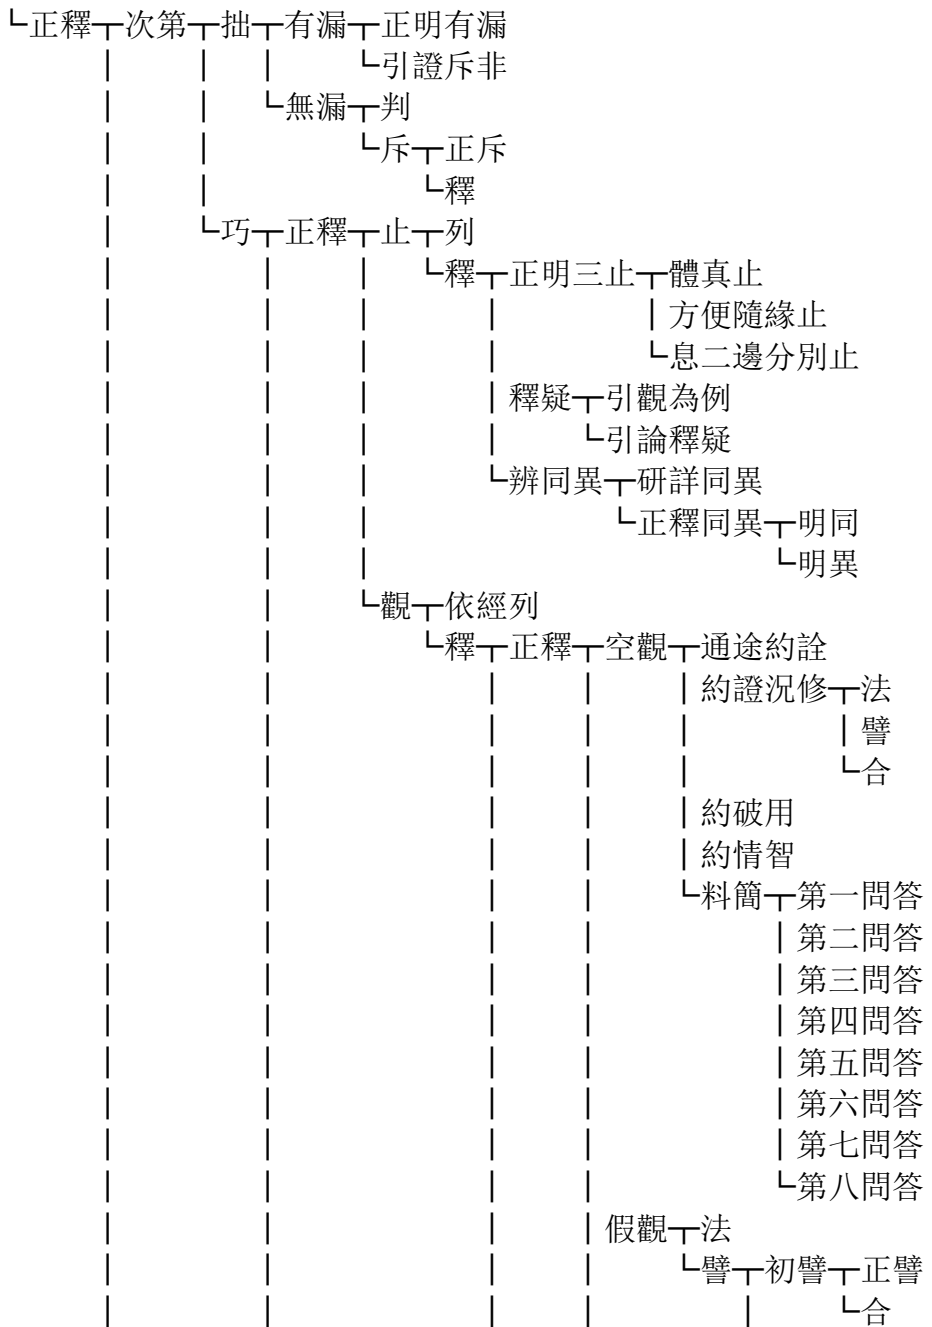 └正釋┬次第┬拙┬有漏┬正明有漏
│ │ │ └引證斥非
│ │ └無漏┬判
│ │ └斥┬正斥
│ │ └釋
│ └巧┬正釋┬止┬列
│ │ │ └釋┬正明三止┬體真止
│ │ │ │ │方便隨緣止
│ │ │ │ └息二邊分別止
│ │ │ │釋疑┬引觀為例
│ │ │ │ └引論釋疑
│ │ │ └辨同異┬研詳同異
│ │ │ └正釋同異┬明同
│ │ │ └明異
│ │ └觀┬依經列
│ │ └釋┬正釋┬空觀┬通途約詮
│ │ │ │ │約證況修┬法
│ │ │ │ │ │譬
│ │ │ │ │ └合
│ │ │ │ │約破用
│ │ │ │ │約情智
│ │ │ │ └料簡┬第一問答
│ │ │ │ │第二問答
│ │ │ │ │第三問答
│ │ │ │ │第四問答
│ │ │ │ │第五問答
│ │ │ │ │第六問答
│ │ │ │ │第七問答
│ │ │ │ └第八問答
│ │ │ │假觀┬法
│ │ │ │ └譬┬初譬┬正譬
│ │ │ │ │ └合